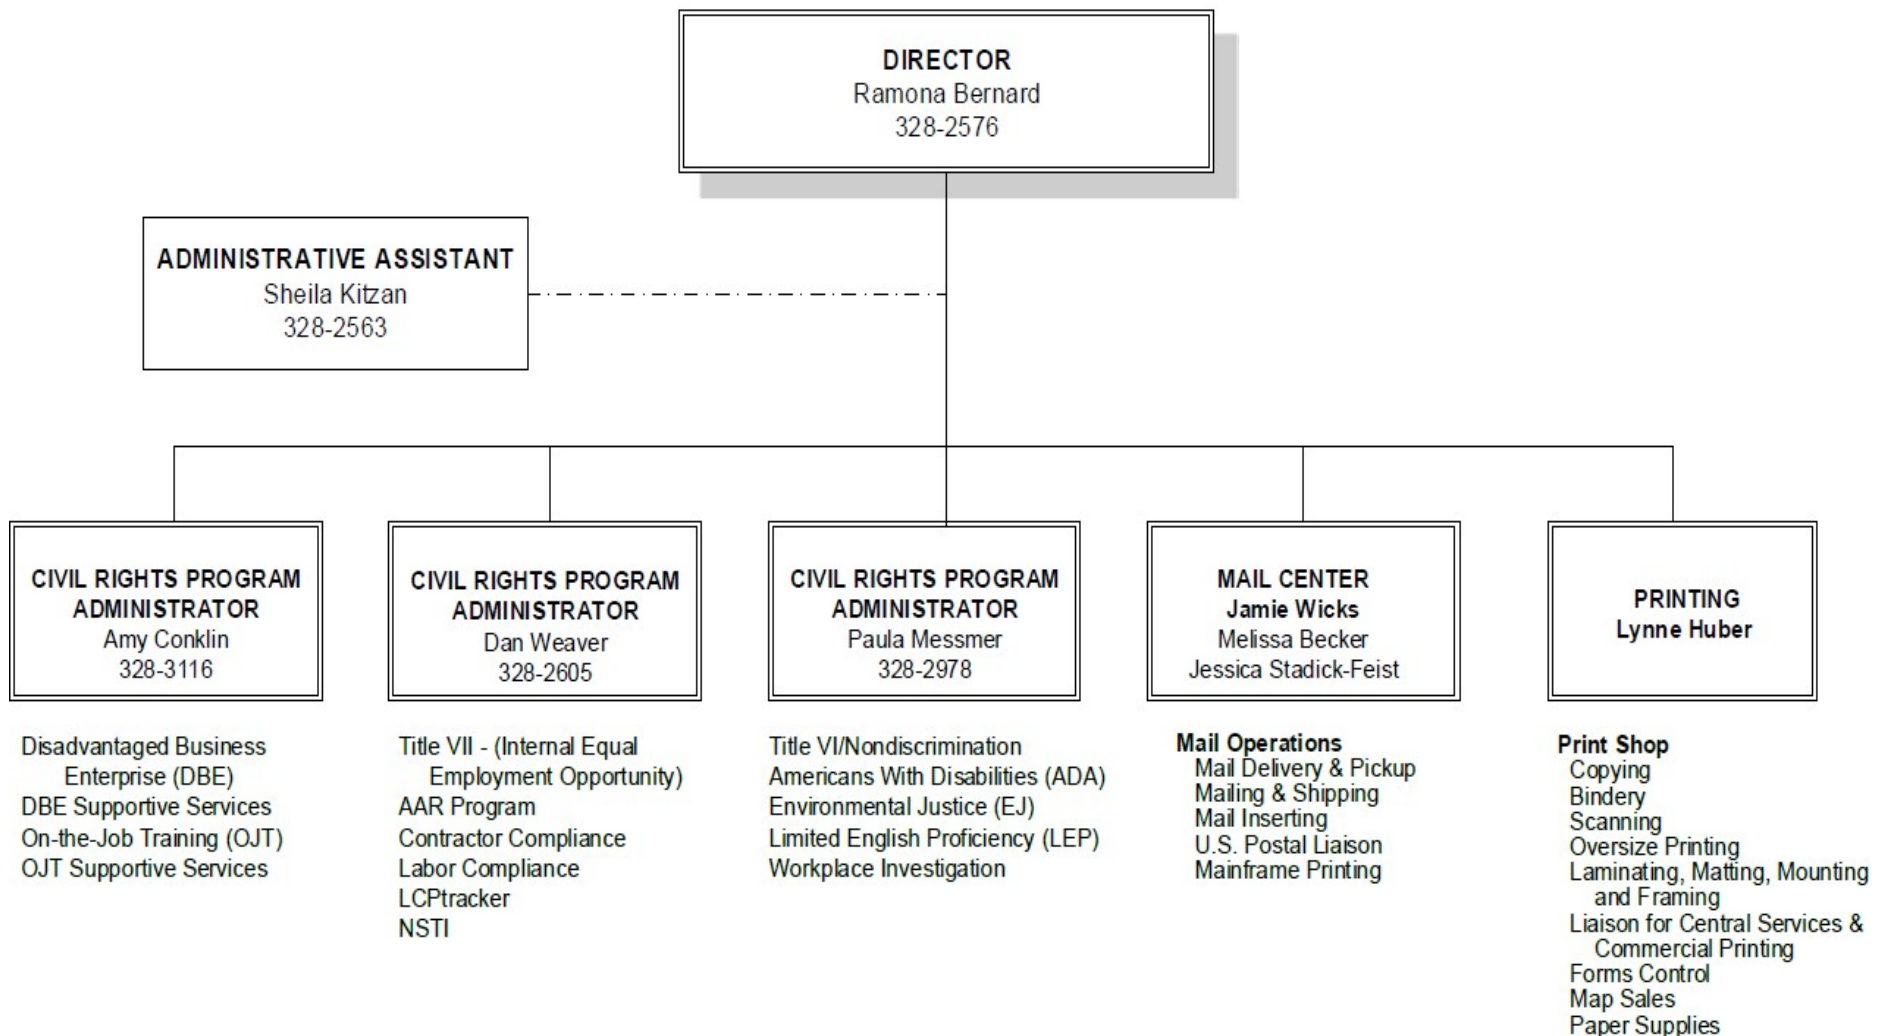 DIRECTOR
Ramona Bernard
328-2576
ADMINISTRATIVE ASSISTANT
Sheila Kitzan
328-2563
CIVIL RIGHTS PROGRAM
ADMINISTRATOR
Amy Conklin
328-3116
Disadvantaged Business
Enterprise (DBE)
DBE Supportive Services
On-the-Job Training (OJT)
OJT Supportive Services
CIVIL RIGHTS PROGRAM
ADMINISTRATOR
Dan Weaver
328-2605
Title VII - (Internal Equal
Employment Opportunity)
AAR Program
Contractor Compliance
Labor Compliance
LCPtracker
NSTI
CIVIL RIGHTS PROGRAM
ADMINISTRATOR
Paula Messmer
328-2978
Title VI/Nondiscrimination
Americans With Disabilities (ADA)
Environmental Justice (EJ)
Limited English Proficiency (LEP)
Workplace Investigation
MAIL CENTER
Jamie Wicks
Melissa Becker
Jessica Stadick-Feist
Mail Operations
Mail Delivery & Pickup
Mailing & Shipping
Mail Inserting
U.S. Postal Liaison
Mainframe Printing
PRINTING
Lynne Huber
Print Shop
Copying
Bindery
Scanning
Oversize Printing
Laminating, Matting, Mounting
and Framing
Liaison for Central Services &
Commercial Printing
Forms Control
Map Sales
Paper Supplies